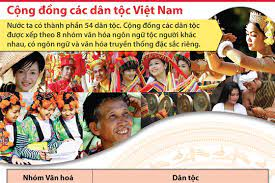 Cộng đồng các dân tộc Việt Nam
Nước ta có thành phần 54 dân tộc. Cộng đồng các dân tộc
được xếp theo 8 nhóm văn hóa ngôn ngữ tộc người khác
nhau, có ngôn ngữ và văn hóa truyền thống đặc sắc riêng.
Nhóm Văn hoá
Dân tộc